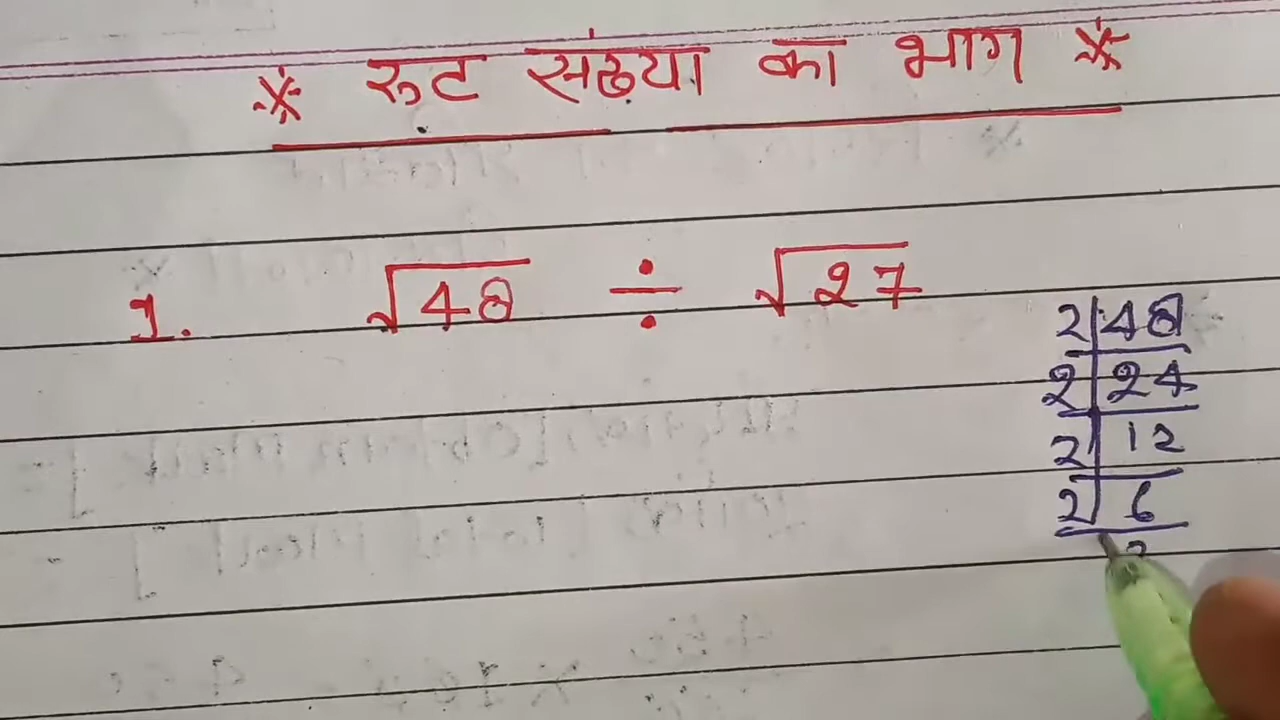 * रुट संख्या का भाग *
1. √48 ÷ √27
2 | 48
2 | 24
2 | 12
2 | 6